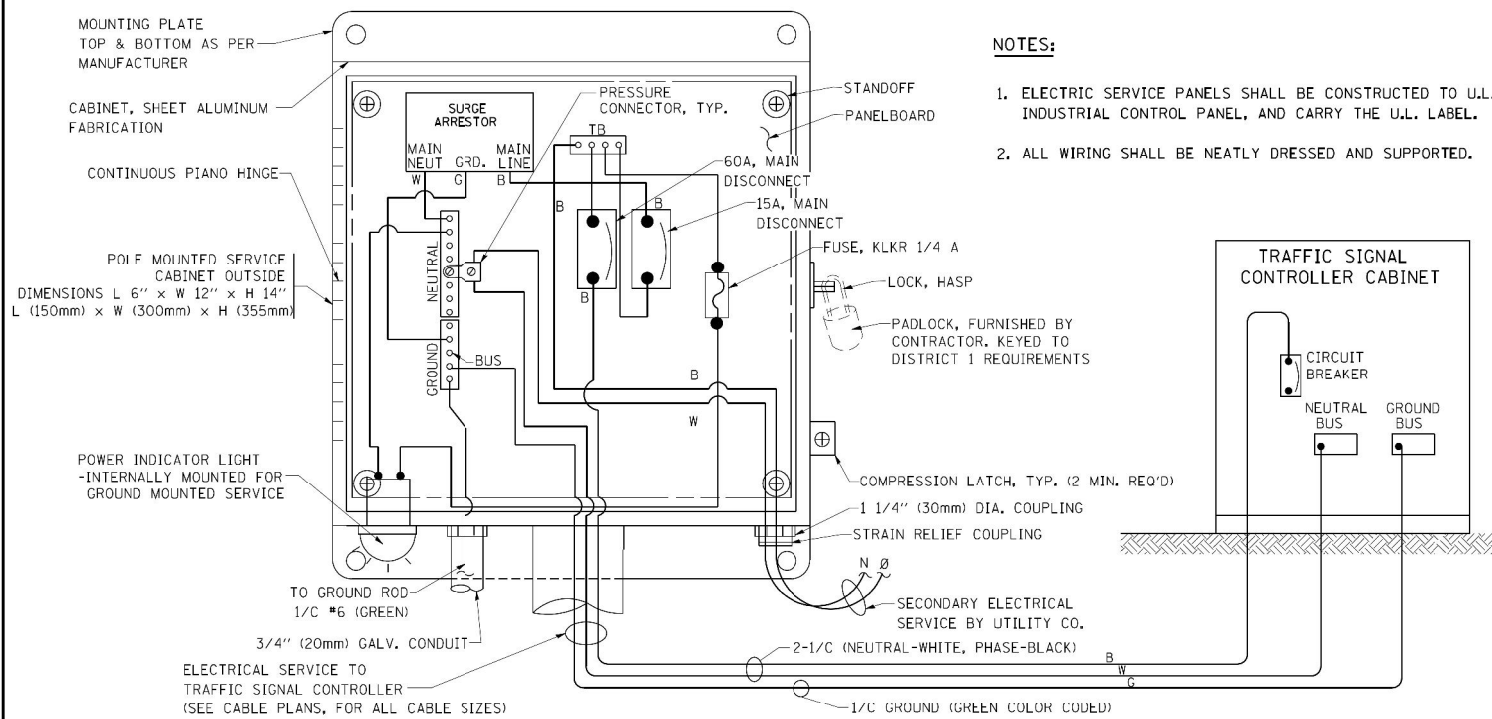 MOUNTING PLATE
TOP & BOTTOM AS PER
MANUFACTURER
CABINET, SHEET ALUMINUM
FABRICATION
CONTINUOUS PIANO HINGE
POLE MOUNTED SERVICE
CABINET OUTSIDE
DIMENSIONS L 6" x W 12" x H 14"
L (150mm) x W (300mm) x H (355mm)
POWER INDICATOR LIGHT
-INTERNALLY MOUNTED FOR
GROUND MOUNTED SERVICE
SURGE
ARRESTOR
MAIN
NEUT
GRD.
MAIN
LINE
W
G
B
PRESSURE
CONNECTOR, TYP.
TB
60A, MAIN
DISCONNECT
15A, MAIN
DISCONNECT
B
B
B
NEUTRAL
GROUND
BUS
B
W
STANDOFF
PANELBOARD
FUSE, KLKR 1/4 A
LOCK, HASP
PADLOCK, FURNISHED BY
CONTRACTOR. KEYED TO
DISTRICT 1 REQUIREMENTS
COMPRESSION LATCH, TYP. (2 MIN. REQ'D)
1 1/4" (30mm) DIA. COUPLING
STRAIN RELIEF COUPLING
N Ø
SECONDARY ELECTRICAL
SERVICE BY UTILITY CO.
TO GROUND ROD
1/C #6 (GREEN)
3/4" (20mm) GALV. CONDUIT
ELECTRICAL SERVICE TO
TRAFFIC SIGNAL CONTROLLER
(SEE CABLE PLANS, FOR ALL CABLE SIZES)
2-1/C (NEUTRAL-WHITE, PHASE-BLACK)
B
W
G
1/C GROUND (GREEN COLOR CODED)
NOTES:
1. ELECTRIC SERVICE PANELS SHALL BE CONSTRUCTED TO U.L.
INDUSTRIAL CONTROL PANEL, AND CARRY THE U.L. LABEL.
2. ALL WIRING SHALL BE NEATLY DRESSED AND SUPPORTED.
TRAFFIC SIGNAL
CONTROLLER CABINET
CIRCUIT
BREAKER
NEUTRAL
BUS
GROUND
BUS